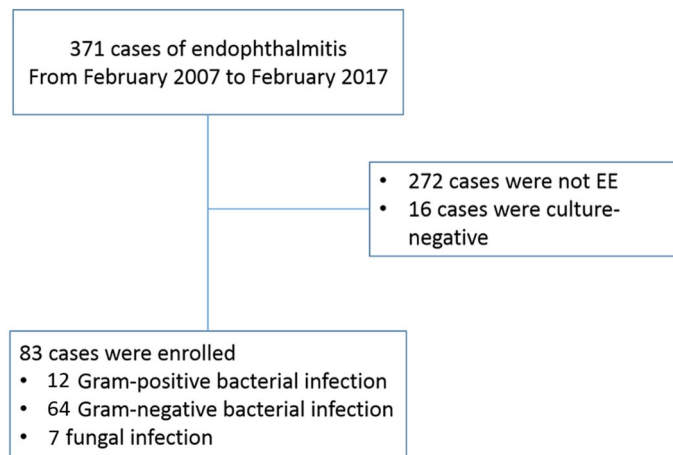 371 cases of endophthalmitis
From February 2007 to February 2017
• 272 cases were not EE
• 16 cases were culture-
negative
83 cases were enrolled
• 12 Gram-positive bacterial infection
• 64 Gram-negative bacterial infection
• 7 fungal infection